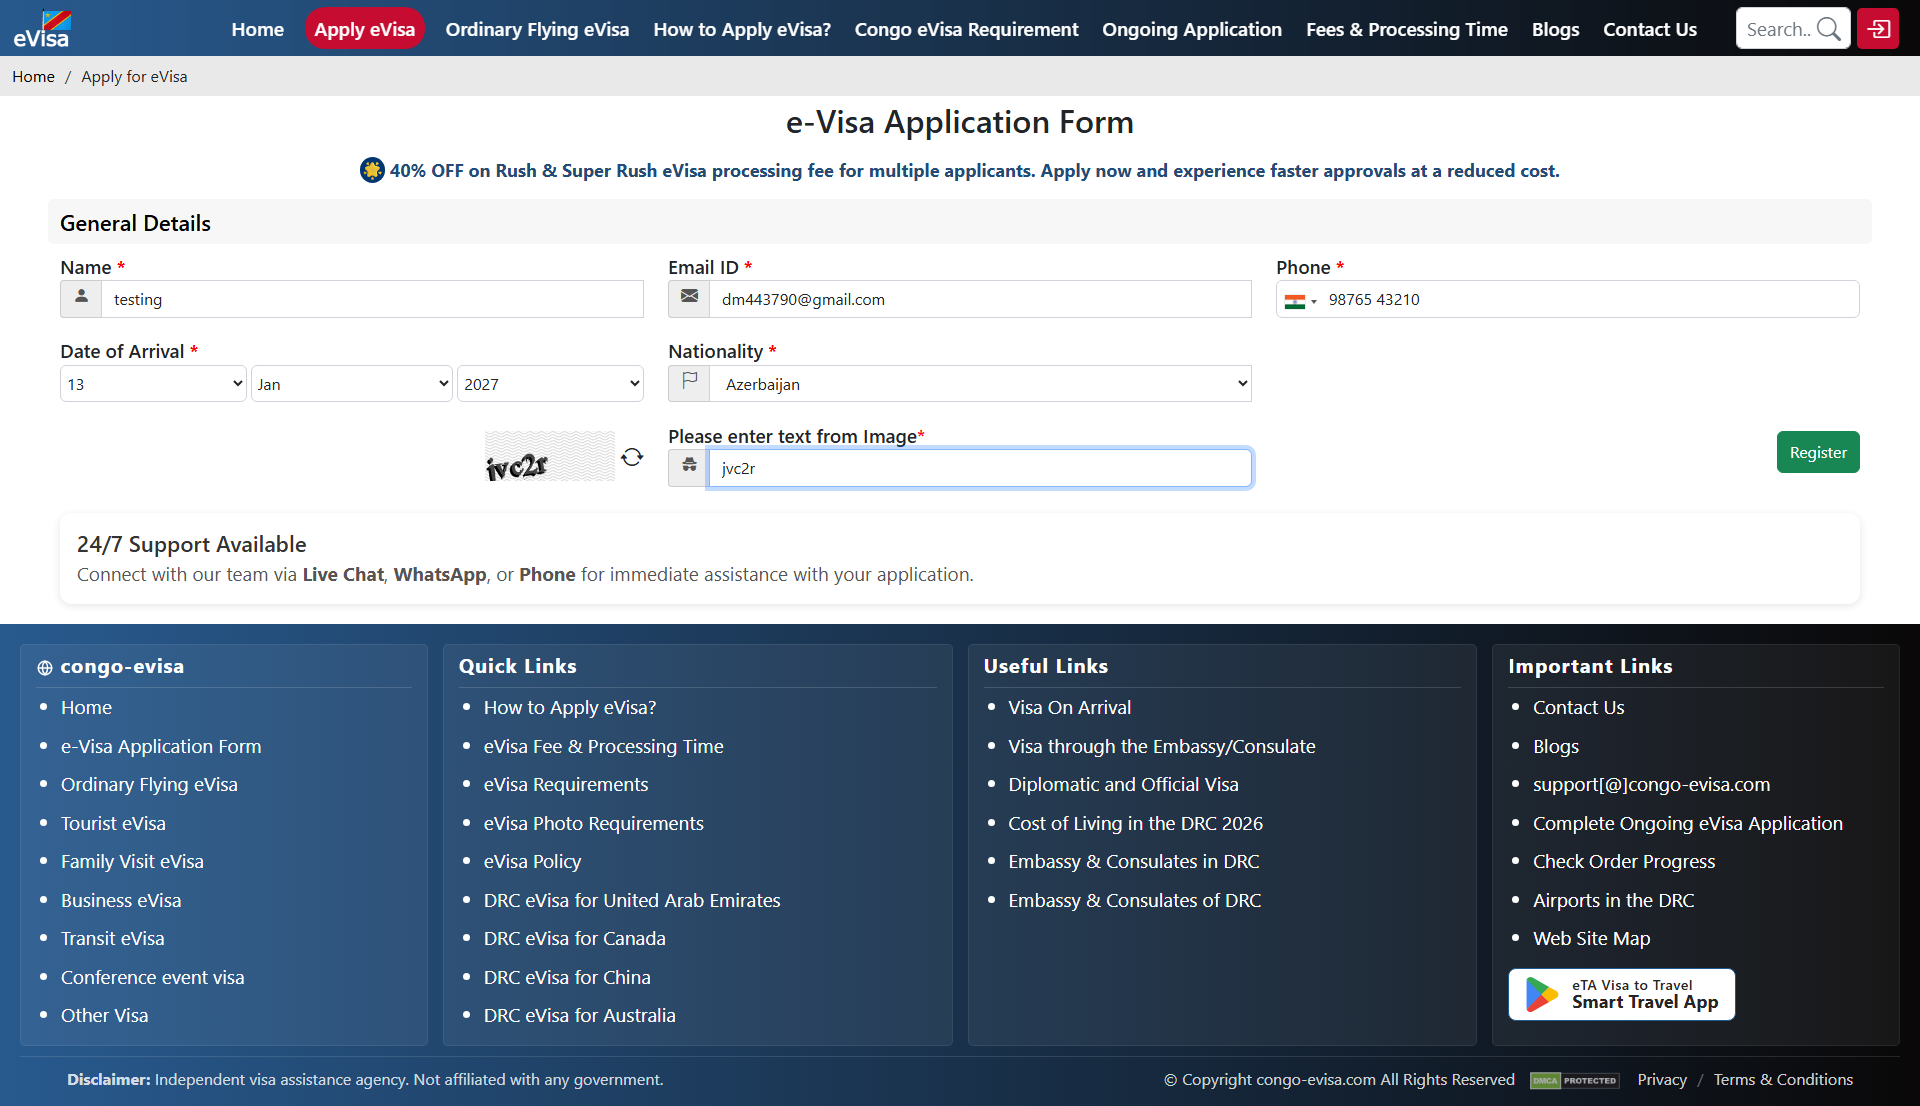 eVisa
Home
Apply eVisa
Ordinary Flying eVisa
How to Apply eVisa?
Congo eVisa Requirement
Ongoing Application
Fees & Processing Time
Blogs
Contact Us
Search..
Home / Apply for eVisa
e-Visa Application Form
40% OFF on Rush & Super Rush eVisa processing fee for multiple applicants. Apply now and experience faster approvals at a reduced cost.
General Details
Name *
testing
Email ID *
dm443790@gmail.com
Phone *
98765 43210
Date of Arrival *
13
Jan
2027
Nationality *
Azerbaijan
jvc2r
Please enter text from Image*
jvc2r
Register
24/7 Support Available
Connect with our team via Live Chat, WhatsApp, or Phone for immediate assistance with your application.
congo-evisa
Home
e-Visa Application Form
Ordinary Flying eVisa
Tourist eVisa
Family Visit eVisa
Business eVisa
Transit eVisa
Conference event visa
Other Visa
Quick Links
How to Apply eVisa?
eVisa Fee & Processing Time
eVisa Requirements
eVisa Photo Requirements
eVisa Policy
DRC eVisa for United Arab Emirates
DRC eVisa for Canada
DRC eVisa for China
DRC eVisa for Australia
Useful Links
Visa On Arrival
Visa through the Embassy/Consulate
Diplomatic and Official Visa
Cost of Living in the DRC 2026
Embassy & Consulates in DRC
Embassy & Consulates of DRC
Important Links
Contact Us
Blogs
support[@]congo-evisa.com
Complete Ongoing eVisa Application
Check Order Progress
Airports in the DRC
Web Site Map
eTA Visa to Travel
Smart Travel App
Disclaimer: Independent visa assistance agency. Not affiliated with any government.
© Copyright congo-evisa.com All Rights Reserved
DMCA PROTECTED
Privacy / Terms & Conditions